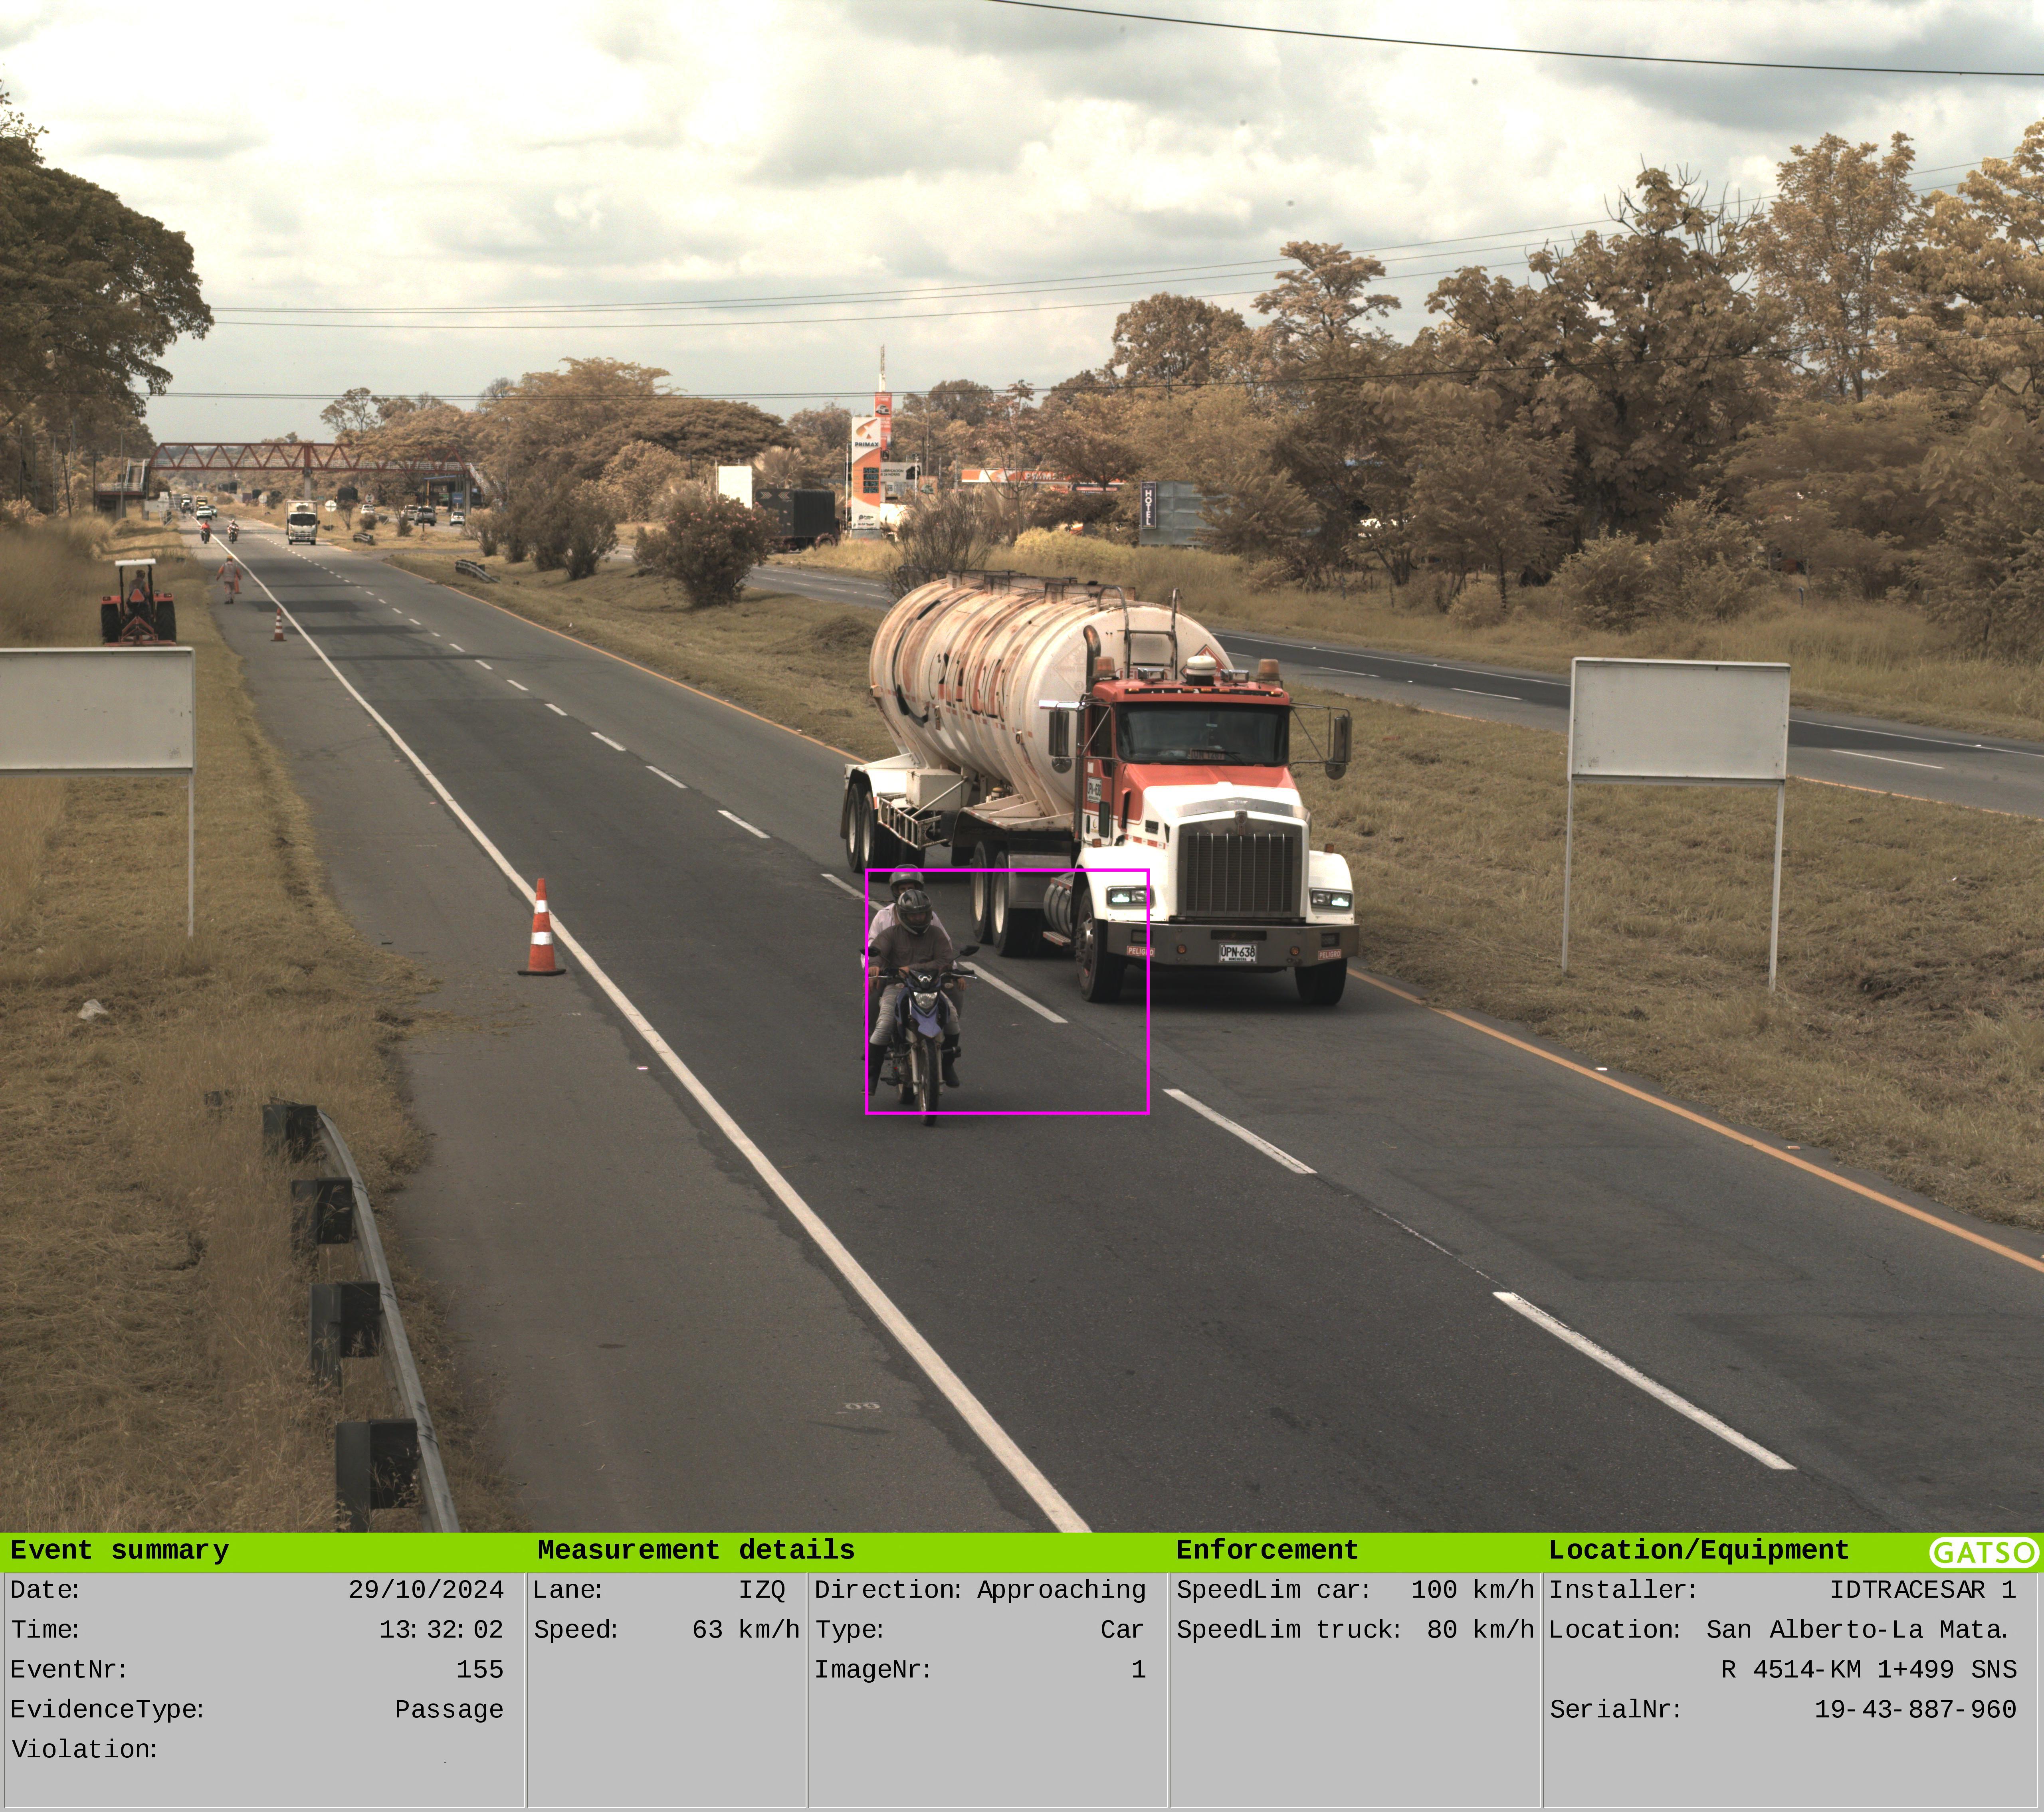 PRIMAX
HOTEL
UPN-638
PELIGRO
PELIGRO
Event summary
Measurement details
Enforcement
Location/Equipment
GATSO
Date: 29/10/2024
Time: 13:32:02
EventNr: 155
EvidenceType: Passage
Violation:
Lane: IZQ
Speed: 63 km/h
Direction: Approaching
Type: Car
ImageNr: 1
SpeedLim car: 100 km/h
SpeedLim truck: 80 km/h
Installer: IDTRACESAR 1
Location: San Alberto-La Mata.
R 4514-KM 1+499 SNS
SerialNr: 19-43-887-960